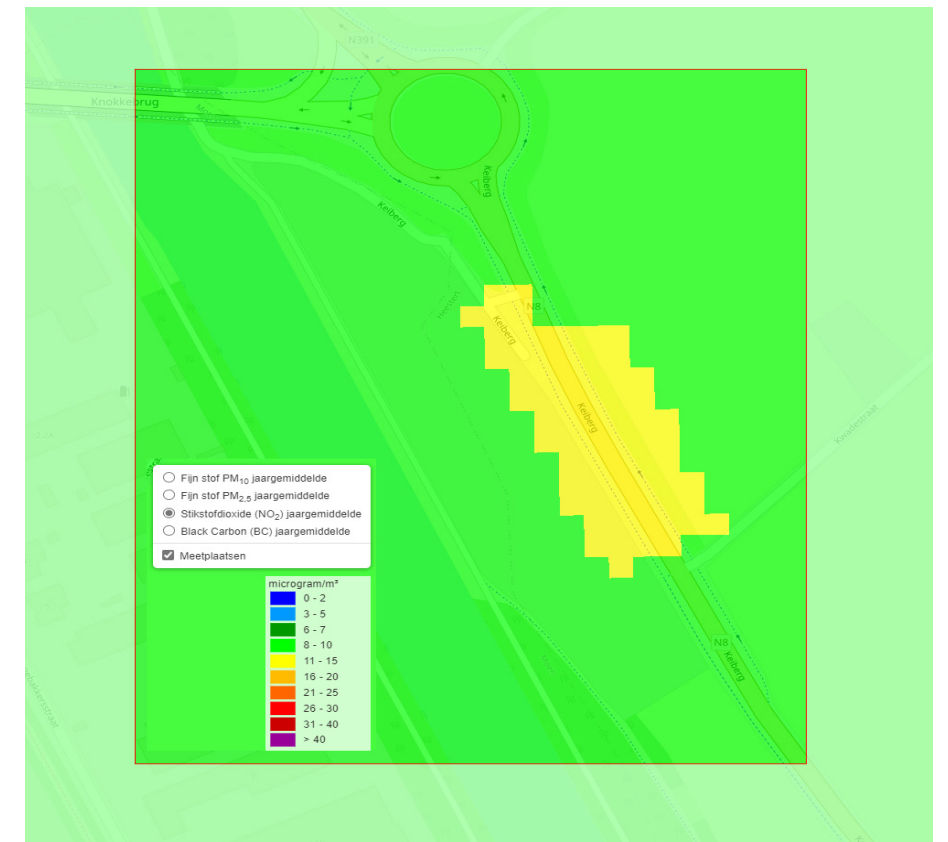 N391
Knokkebrug
Keiberg
Keiberg
N8
Keiberg
Keiberg
Kwadestraat
Fijn stof PM₁₀ jaargemiddelde
Fijn stof PM₂,₅ jaargemiddelde
Stikstofdioxide (NO₂) jaargemiddelde
Black Carbon (BC) jaargemiddelde
Meetplaatsen
microgram/m³
0 - 2
3 - 5
6 - 7
8 - 10
11 - 15
16 - 20
21 - 25
26 - 30
31 - 40
> 40
N8
Keiberg